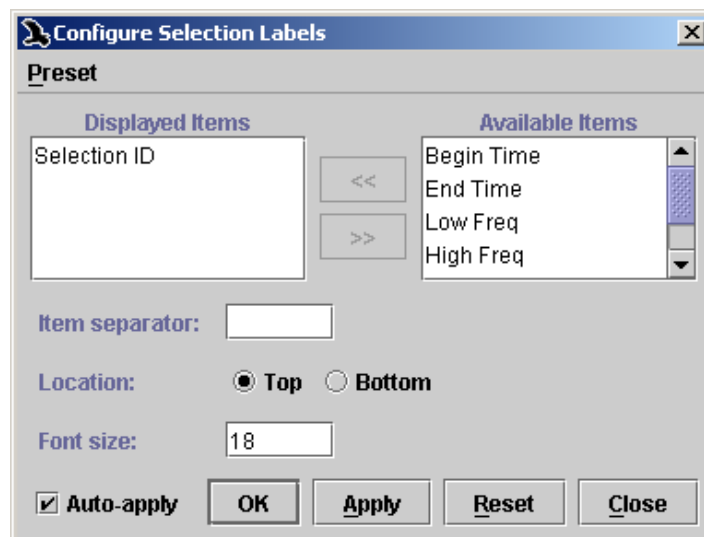 Configure Selection Labels
Preset
Displayed Items
Available Items
Selection ID
Begin Time
End Time
Low Freq
High Freq
<<
>>
Item separator:
Location: Top Bottom
Font size: 18
Auto-apply OK Apply Reset Close